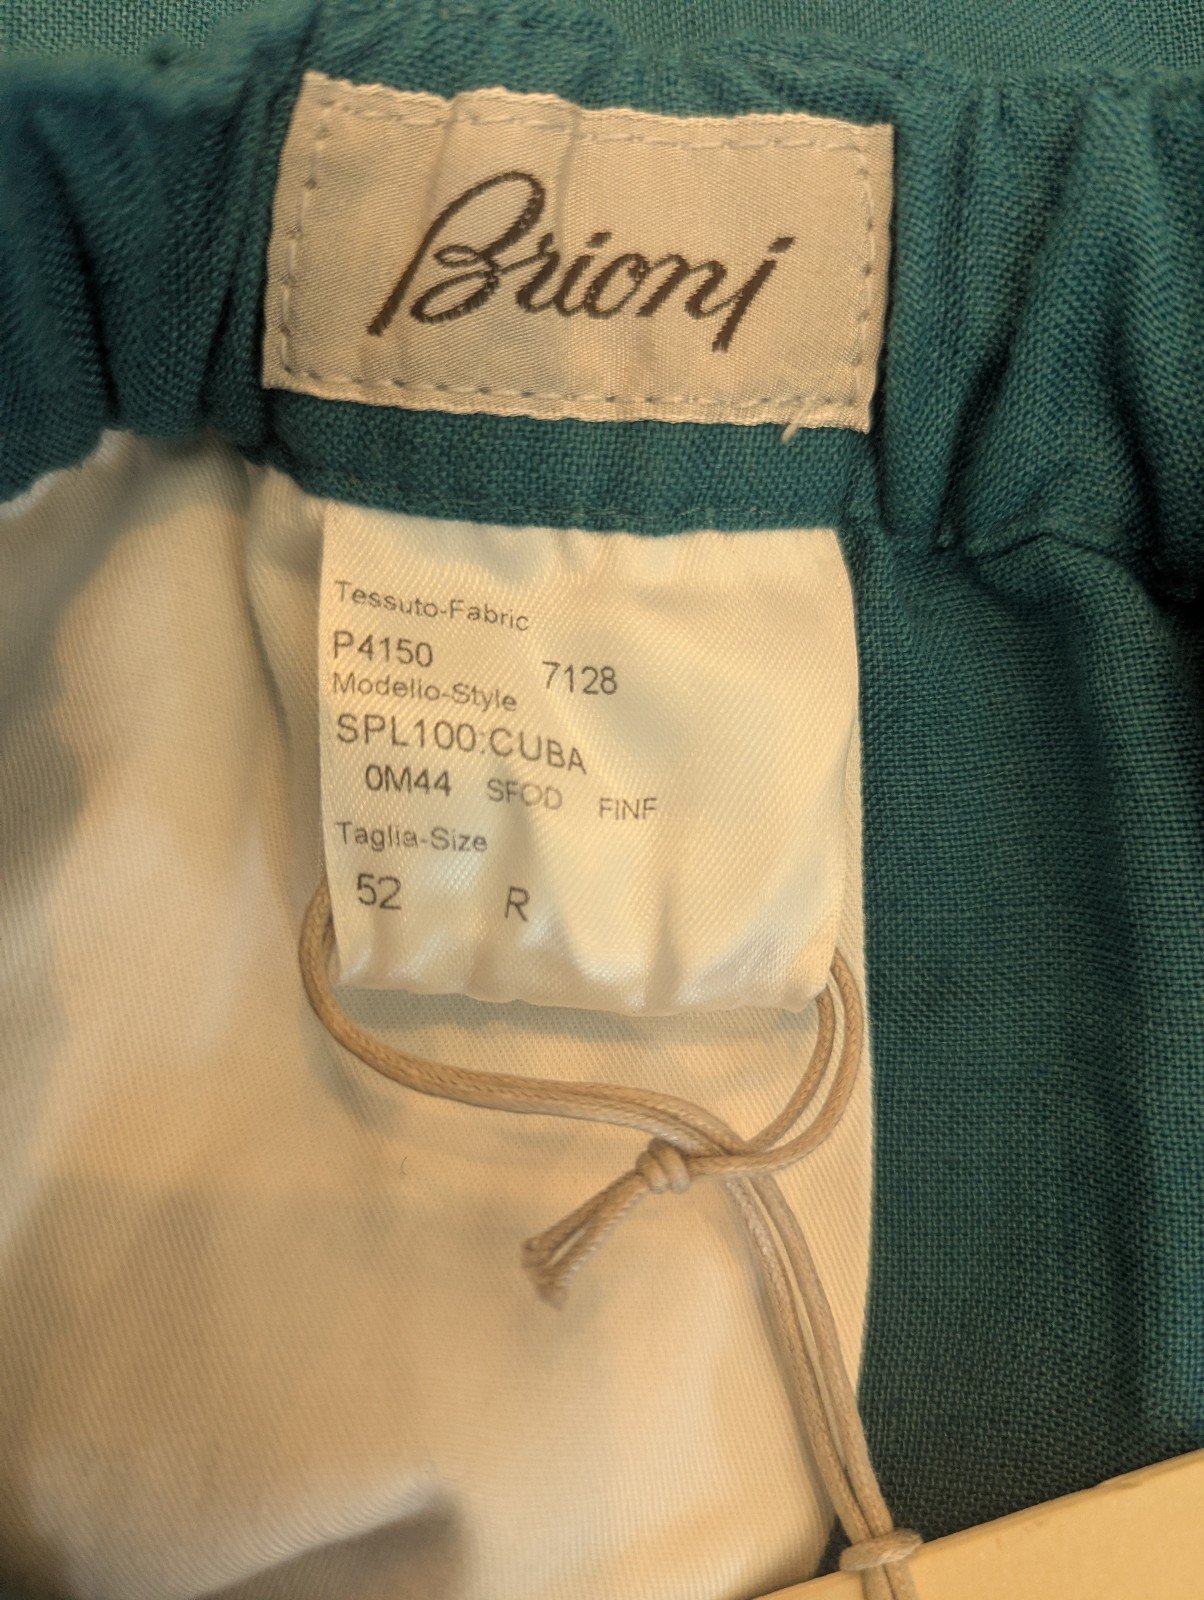 Brioni
Tessuto-Fabric
P4150 7128
Modello-Style
SPL100:CUBA
0M44 SFOD FINF
Taglia-Size
52 R